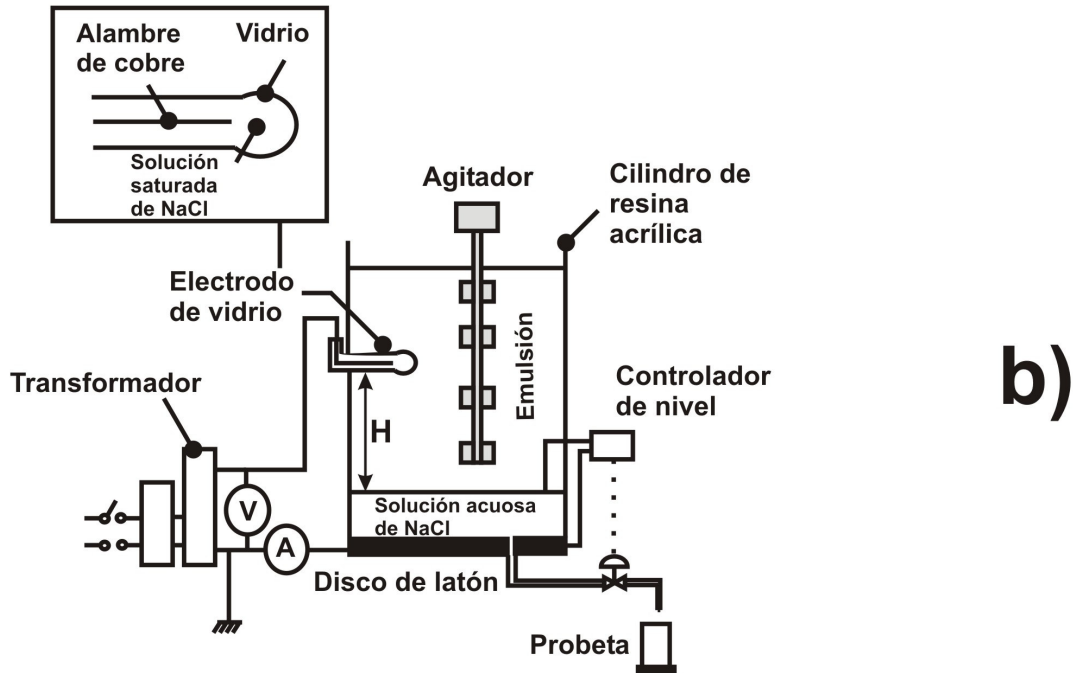 Alambre
de cobre
Vidrio
Solución
saturada
de NaCl
Agitador
Cilindro de
resina
acrílica
Electrodo
de vidrio
Emulsión
Transformador
Controlador
de nivel
H
b)
V
A
Solución acuosa
de NaCl
Disco de latón
Probeta